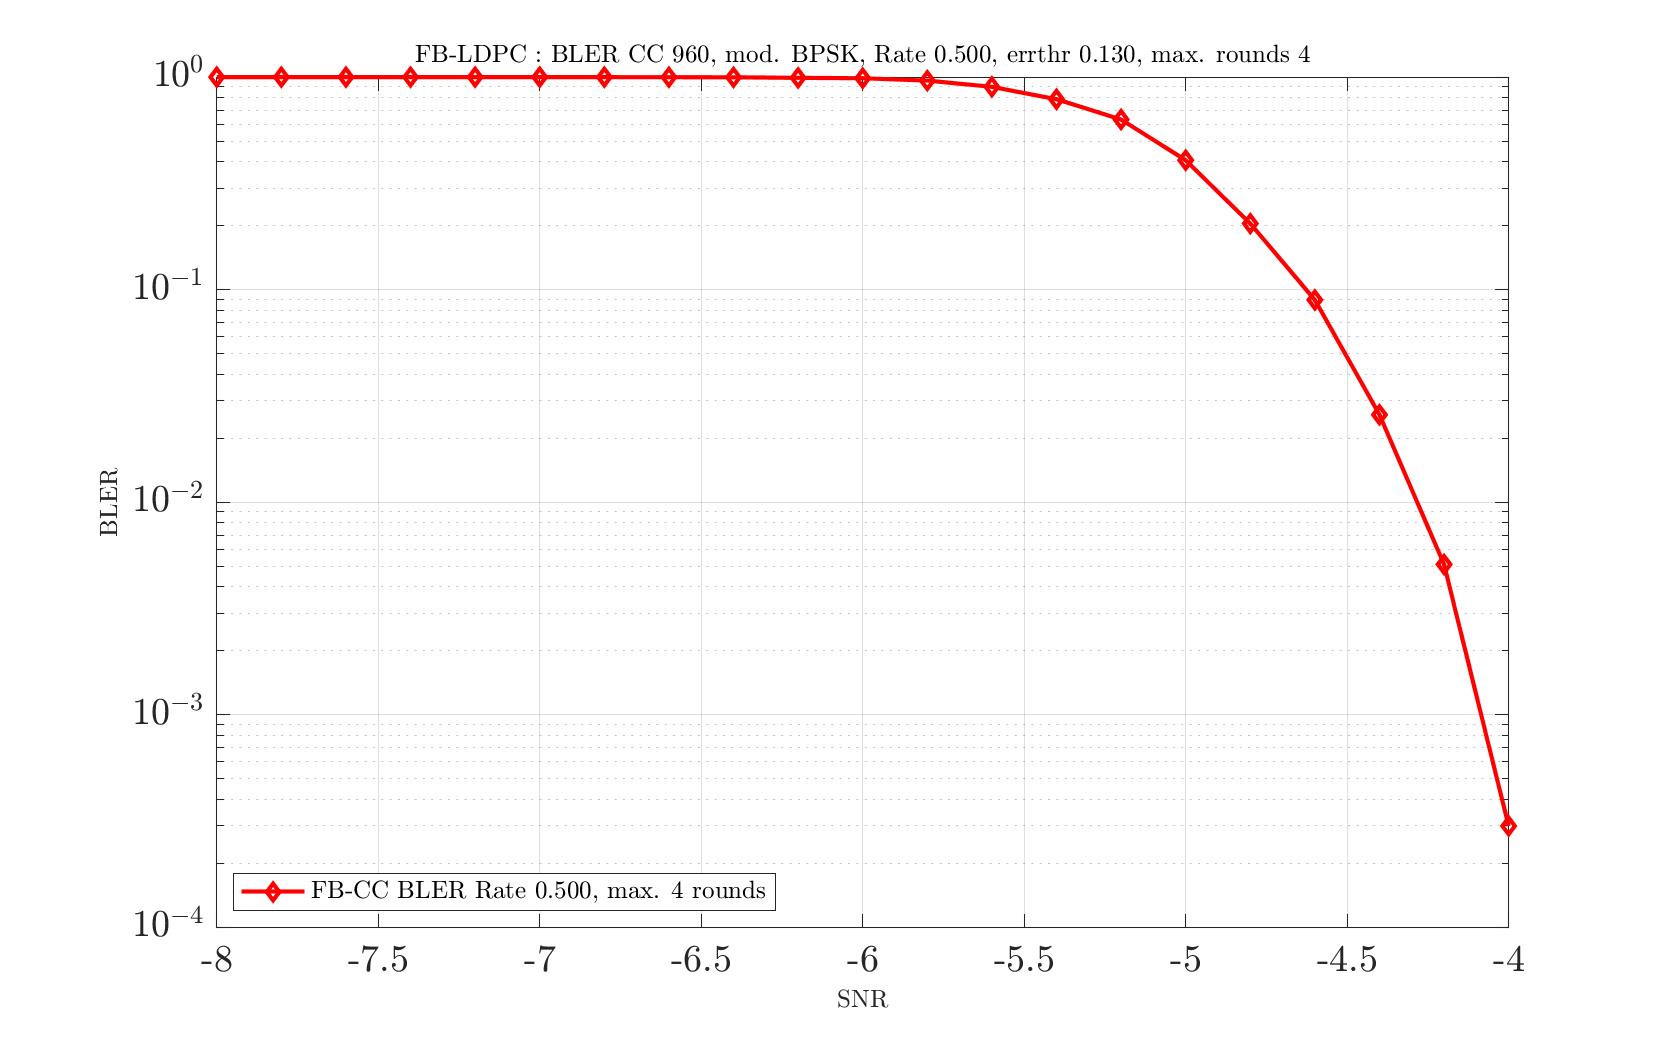 FB-LDPC : BLER CC 960, mod. BPSK, Rate 0.500, errthr 0.130, max. rounds 4
10^0
10^-1
10^-2
10^-3
10^-4
BLER
FB-CC BLER Rate 0.500, max. 4 rounds
-8 -7.5 -7 -6.5 -6 -5.5 -5 -4.5 -4
SNR